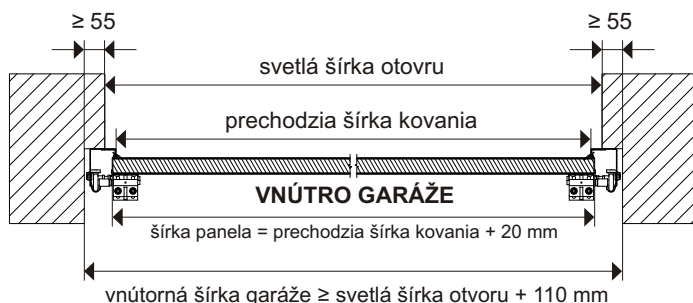 ≥ 55 ≥ 55
svetlá šírka otovru
prechodzia šírka kovania
VNÚTRO GARÁŽE
šírka panela = prechodzia šírka kovania + 20 mm
vnútorná šírka garáže ≥ svetlá šírka otvoru + 110 mm